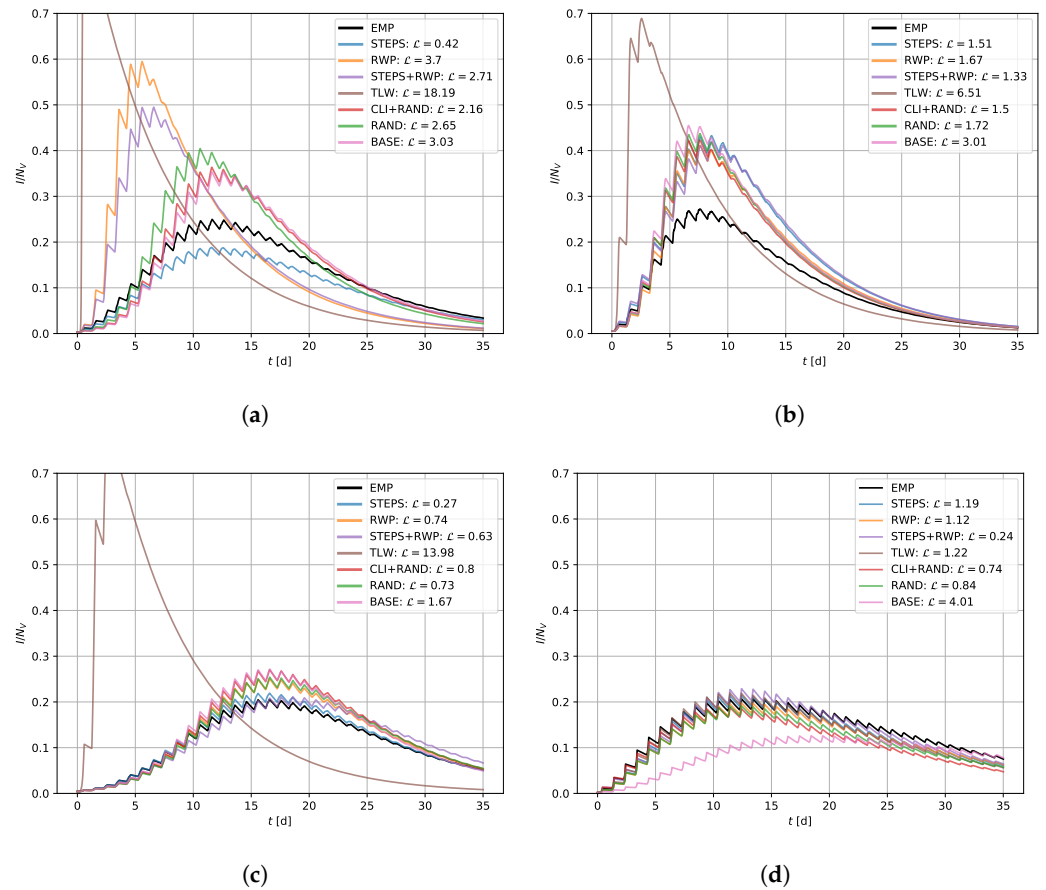 0.7
0.6
0.5
0.4
0.3
0.2
0.1
0.0
I/N_V
0 5 10 15 20 25 30 35
t [d]
EMP
STEPS: ℒ = 0.42
RWP: ℒ = 3.7
STEPS+RWP: ℒ = 2.71
TLW: ℒ = 18.19
CLI+RAND: ℒ = 2.16
RAND: ℒ = 2.65
BASE: ℒ = 3.03
(a)
0.7
0.6
0.5
0.4
0.3
0.2
0.1
0.0
I/N_V
0 5 10 15 20 25 30 35
t [d]
EMP
STEPS: ℒ = 1.51
RWP: ℒ = 1.67
STEPS+RWP: ℒ = 1.33
TLW: ℒ = 6.51
CLI+RAND: ℒ = 1.5
RAND: ℒ = 1.72
BASE: ℒ = 3.01
(b)
0.7
0.6
0.5
0.4
0.3
0.2
0.1
0.0
I/N_V
0 5 10 15 20 25 30 35
t [d]
EMP
STEPS: ℒ = 0.27
RWP: ℒ = 0.74
STEPS+RWP: ℒ = 0.63
TLW: ℒ = 13.98
CLI+RAND: ℒ = 0.8
RAND: ℒ = 0.73
BASE: ℒ = 1.67
(c)
0.7
0.6
0.5
0.4
0.3
0.2
0.1
0.0
I/N_V
0 5 10 15 20 25 30 35
t [d]
EMP
STEPS: ℒ = 1.19
RWP: ℒ = 1.12
STEPS+RWP: ℒ = 0.24
TLW: ℒ = 1.22
CLI+RAND: ℒ = 0.74
RAND: ℒ = 0.84
BASE: ℒ = 4.01
(d)